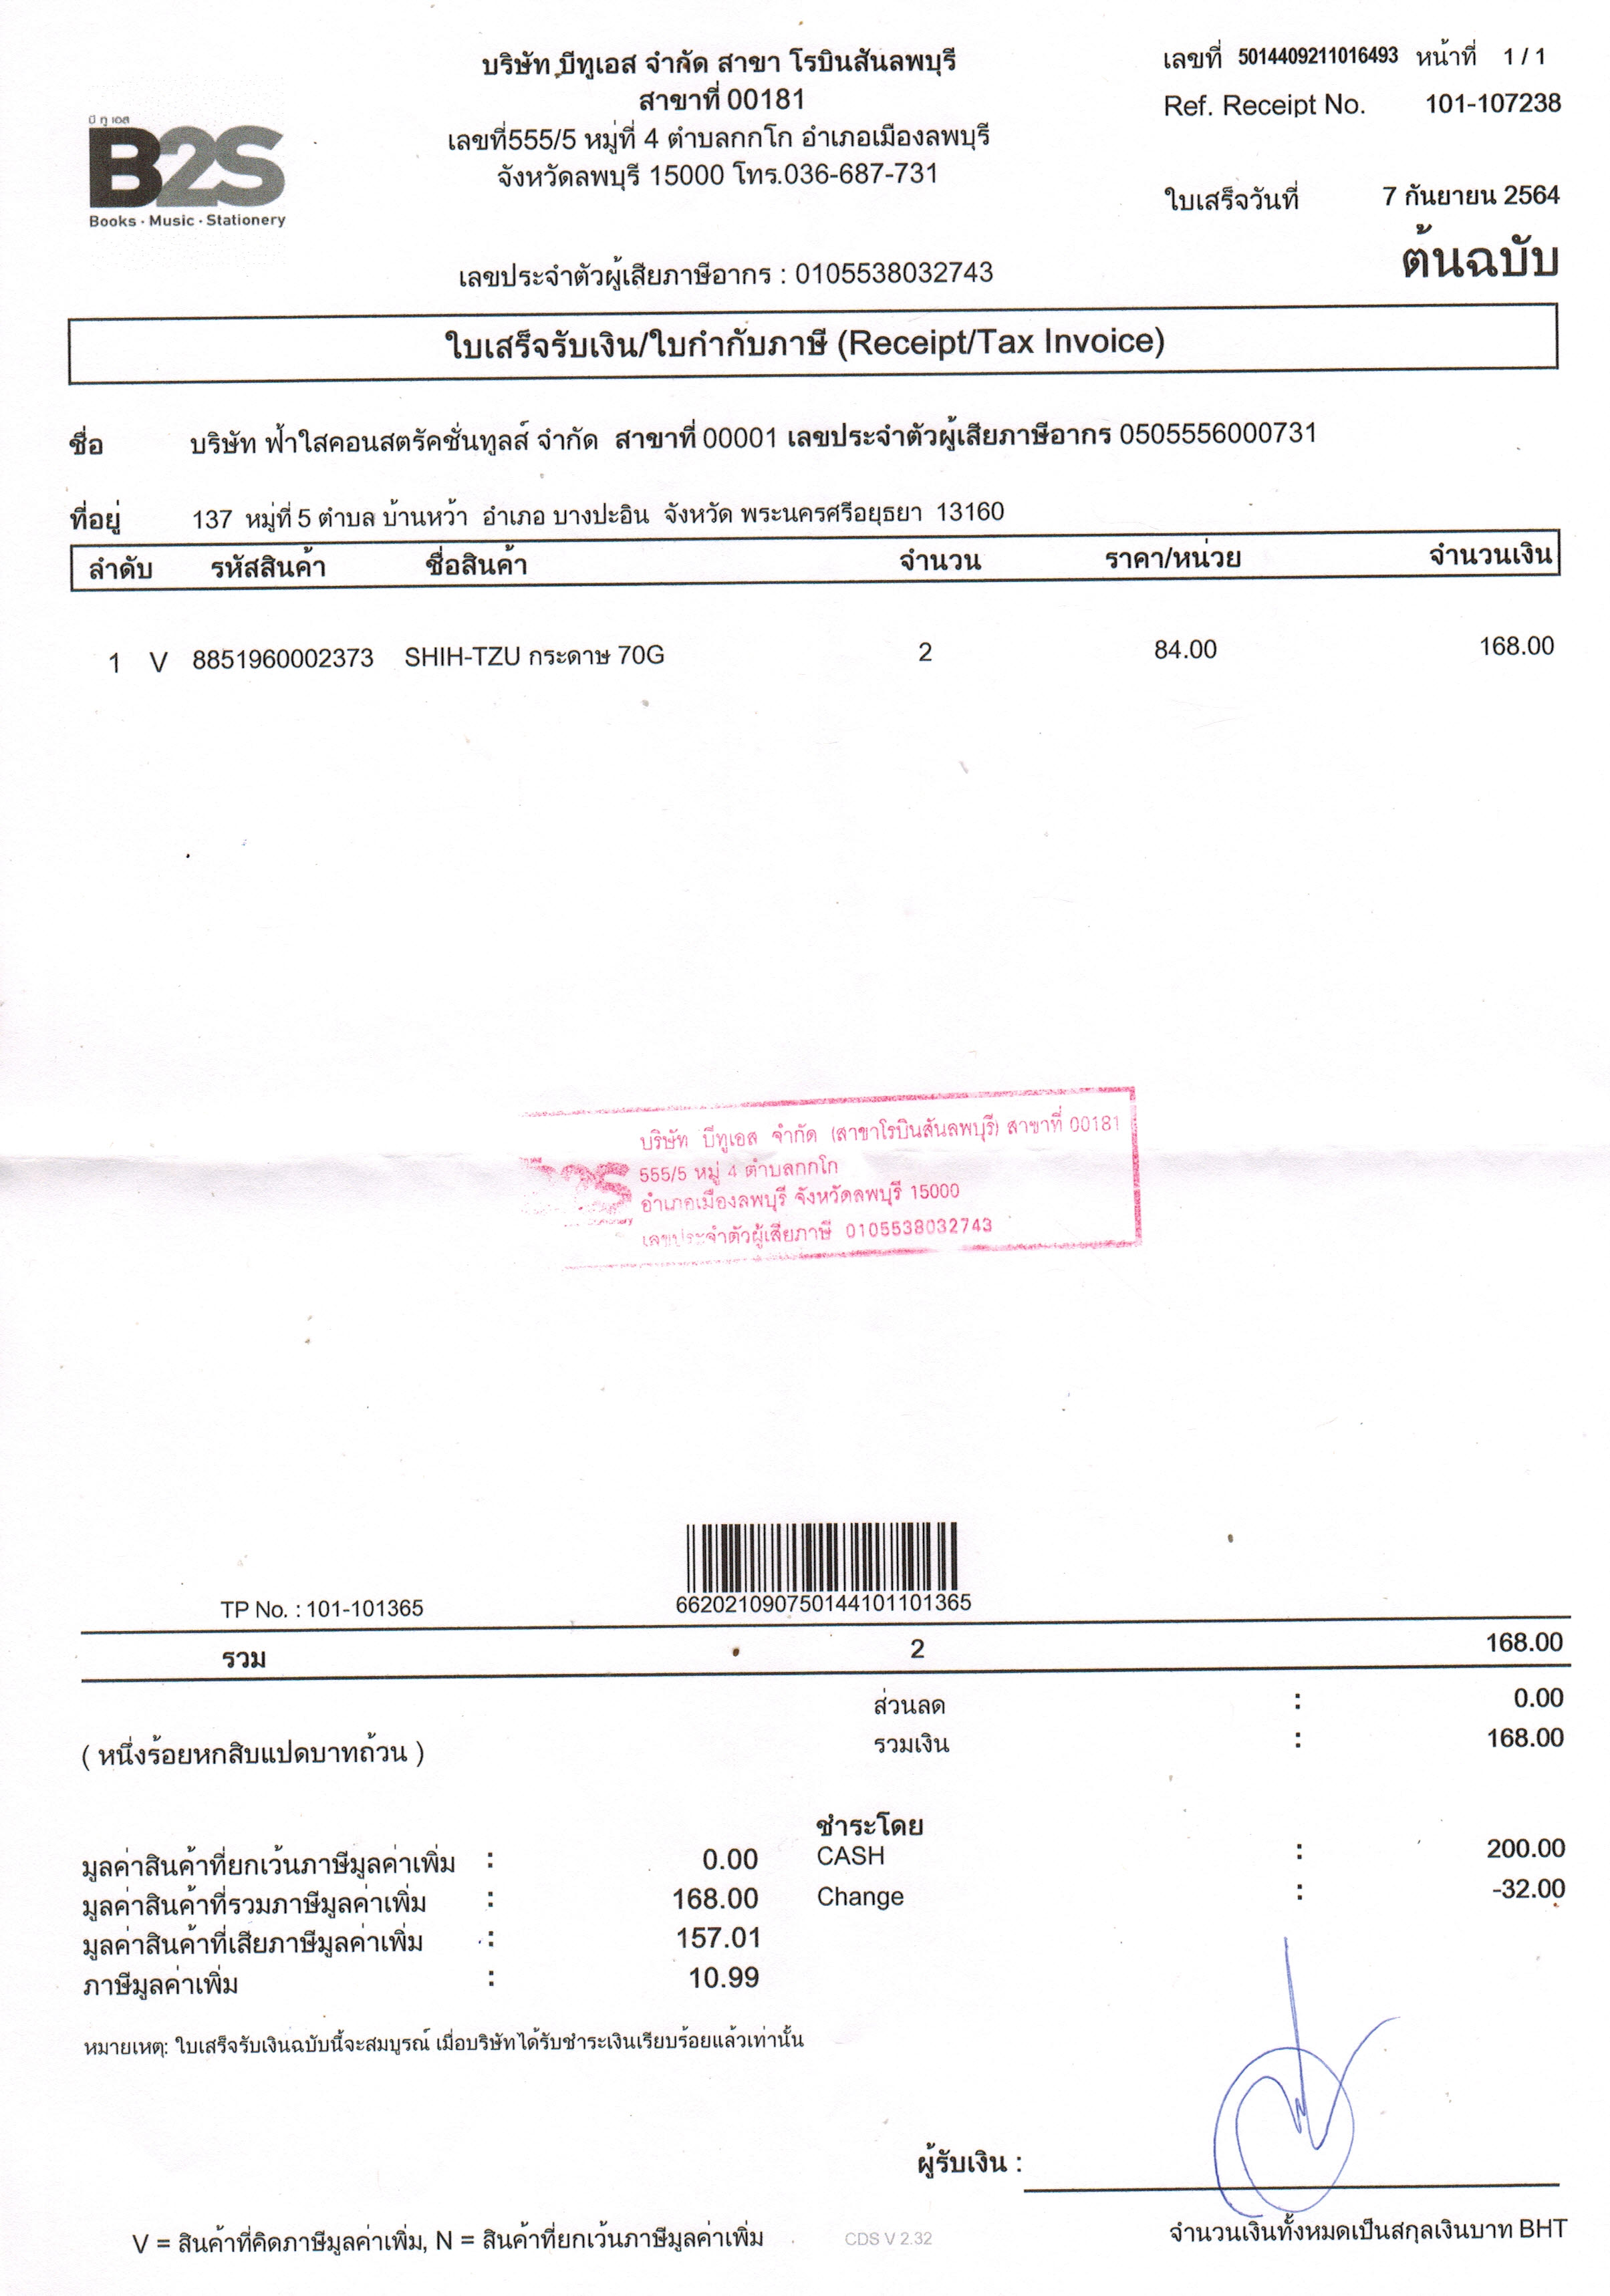 บริษัท บีทูเอส จำกัด สาขา โรบินสันลพบุรี
สาขาที่ 00181
เลขที่555/5 หมู่ที่ 4 ตำบลกกโก อำเภอเมืองลพบุรี
จังหวัดลพบุรี 15000 โทร.036-687-731
เลขประจำตัวผู้เสียภาษีอากร : 0105538032743
บี ทู เอส
B2S
Books · Music · Stationery
เลขที่ 5014409211016493 หน้าที่ 1 / 1
Ref. Receipt No. 101-107238
ใบเสร็จวันที่ 7 กันยายน 2564
ต้นฉบับ
ใบเสร็จรับเงิน/ใบกำกับภาษี (Receipt/Tax Invoice)
ชื่อ บริษัท ฟ้าใสคอนสตรัคชั่นทูลส์ จำกัด สาขาที่ 00001 เลขประจำตัวผู้เสียภาษีอากร 0505556000731
ที่อยู่ 137 หมู่ที่ 5 ตำบล บ้านหว้า อำเภอ บางปะอิน จังหวัด พระนครศรีอยุธยา 13160
ลำดับ รหัสสินค้า ชื่อสินค้า จำนวน ราคา/หน่วย จำนวนเงิน
1 V 8851960002373 SHIH-TZU กระดาษ 70G 2 84.00 168.00
บริษัท บีทูเอส จำกัด (สาขาโรบินสันลพบุรี) สาขาที่ 00181
555/5 หมู่ 4 ตำบลกกโก
อำเภอเมืองลพบุรี จังหวัดลพบุรี 15000
เลขประจำตัวผู้เสียภาษี 0105538032743
TP No. : 101-101365 6620210907501441011​01365
รวม 2 168.00
ส่วนลด : 0.00
( หนึ่งร้อยหกสิบแปดบาทถ้วน ) รวมเงิน : 168.00
ชำระโดย
มูลค่าสินค้าที่ยกเว้นภาษีมูลค่าเพิ่ม : 0.00 CASH : 200.00
มูลค่าสินค้าที่รวมภาษีมูลค่าเพิ่ม : 168.00 Change : -32.00
มูลค่าสินค้าที่เสียภาษีมูลค่าเพิ่ม : 157.01
ภาษีมูลค่าเพิ่ม : 10.99
หมายเหตุ: ใบเสร็จรับเงินฉบับนี้จะสมบูรณ์ เมื่อบริษัทได้รับชำระเงินเรียบร้อยแล้วเท่านั้น
ผู้รับเงิน :
V = สินค้าที่คิดภาษีมูลค่าเพิ่ม, N = สินค้าที่ยกเว้นภาษีมูลค่าเพิ่ม CDS V 2.32 จำนวนเงินทั้งหมดเป็นสกุลเงินบาท BHT